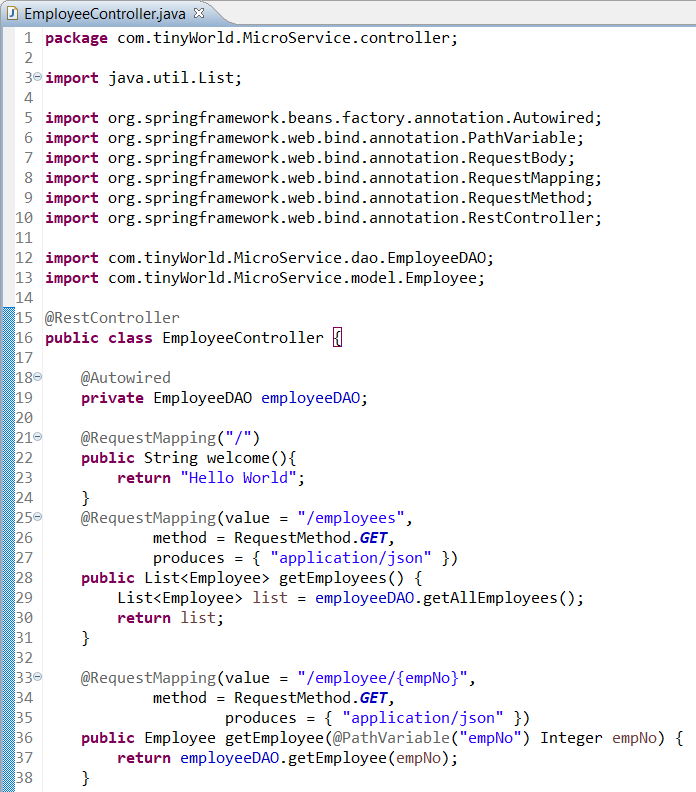 EmployeeController.java
1 package com.tinyWorld.MicroService.controller;
2
3 import java.util.List;
4
5 import org.springframework.beans.factory.annotation.Autowired;
6 import org.springframework.web.bind.annotation.PathVariable;
7 import org.springframework.web.bind.annotation.RequestBody;
8 import org.springframework.web.bind.annotation.RequestMapping;
9 import org.springframework.web.bind.annotation.RequestMethod;
10 import org.springframework.web.bind.annotation.RestController;
11
12 import com.tinyWorld.MicroService.dao.EmployeeDAO;
13 import com.tinyWorld.MicroService.model.Employee;
14
15 @RestController
16 public class EmployeeController {
17
18     @Autowired
19     private EmployeeDAO employeeDAO;
20
21     @RequestMapping("/")
22     public String welcome(){
23         return "Hello World";
24     }
25     @RequestMapping(value = "/employees",
26             method = RequestMethod.GET,
27             produces = { "application/json" })
28     public List<Employee> getEmployees() {
29         List<Employee> list = employeeDAO.getAllEmployees();
30         return list;
31     }
32
33     @RequestMapping(value = "/employee/{empNo}",
34             method = RequestMethod.GET,
35                     produces = { "application/json" })
36     public Employee getEmployee(@PathVariable("empNo") Integer empNo) {
37         return employeeDAO.getEmployee(empNo);
38     }